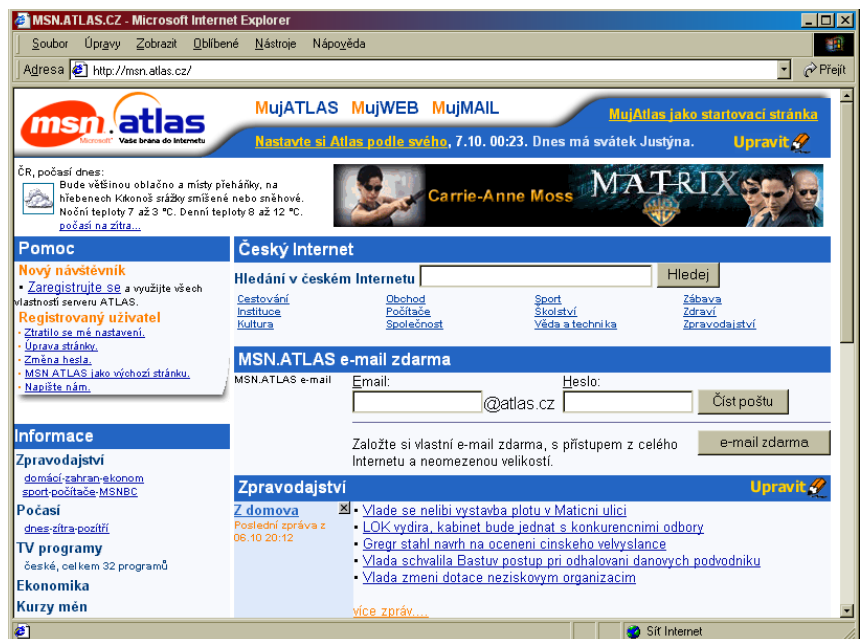 MSN.ATLAS.CZ - Microsoft Internet Explorer
Soubor Úpravy Zobrazit Oblíbené Nástroje Nápověda
Adresa http://msn.atlas.cz/ Přejít
msn.atlas
Microsoft® Vaše brana do Internetu
MujATLAS MujWEB MujMAIL
MujAtlas jako startovací stránka
Nastavte si Atlas podle svého, 7.10. 00:23. Dnes má svátek Justýna. Upravit
ČR, počasí dnes:
Bude většinou oblačno a místy přeháňky, na
hřebenech Krkonoš srážky smíšené nebo sněhové.
Noční teploty 7 až 3 °C. Denní teploty 8 až 12 °C.
počasí na zítra...
Carrie-Anne Moss MATRIX
Pomoc
Nový návštěvník
• Zaregistrujte se a využijte všech
vlastností serveru ATLAS.
Registrovaný uživatel
• Ztratilo se mé nastavení.
• Úprava stránky.
• Změna hesla.
• MSN ATLAS jako výchozí stránku.
• Napište nám.
Informace
Zpravodajství
domácí-zahran-ekonom
sport-počítače-MSNBC
Počasí
dnes-zítra-pozítří
TV programy
české, celkem 32 programů
Ekonomika
Kurzy měn
Český Internet
Hledání v českém Internetu Hledej
Cestování Obchod Sport Zábava
Instituce Počítače Školství Zdraví
Kultura Společnost Věda a technika Zpravodajství
MSN.ATLAS e-mail zdarma
MSN.ATLAS e-mail Email: Heslo:
@atlas.cz Číst poštu
Založte si vlastní e-mail zdarma, s přístupem z celého e-mail zdarma
Internetu a neomezenou velikostí.
Zpravodajství Upravit
Z domova
Poslední zpráva z
06.10 20:12
• Vlade se nelibi vystavba plotu v Maticni ulici
• LOK vydira, kabinet bude jednat s konkurencnimi odbory
• Gregr stahl navrh na oceneni cinskeho velvyslance
• Vlada schvalila Bastuv postup pri odhalovani danovych podvodniku
• Vlada zmeni dotace neziskovym organizacim
více zpráv....
Síť Internet